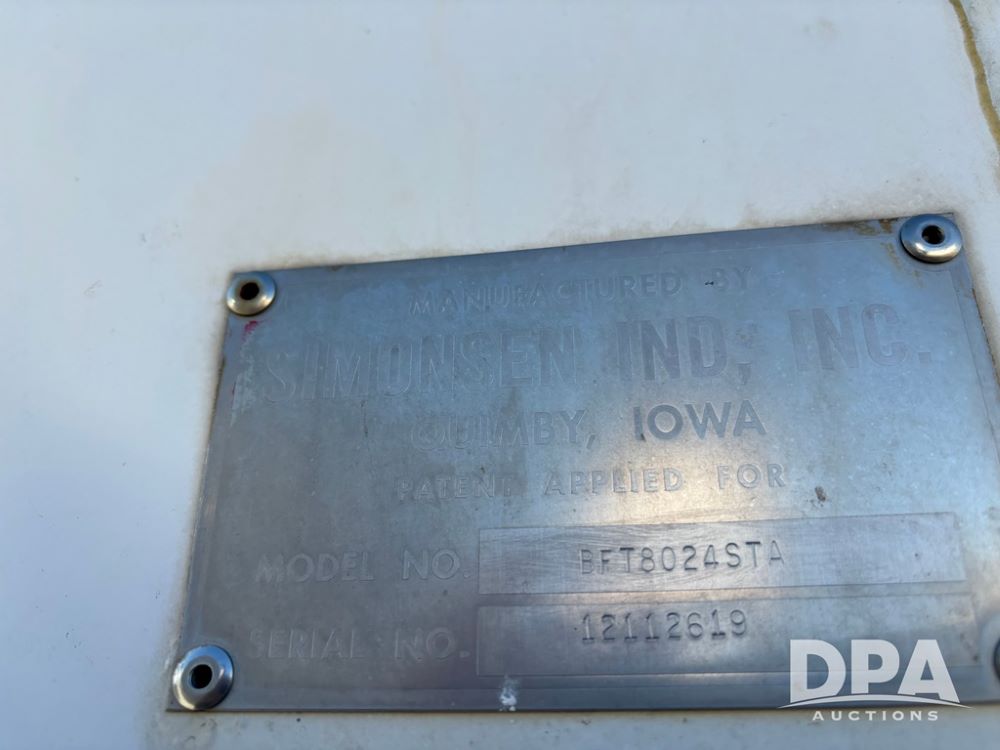 MANUFACTURED BY
SIMONSEN IND, INC.
QUIMBY, IOWA
PATENT APPLIED FOR
MODEL NO. BFT8024STA
SERIAL NO. 12112619
DPA
AUCTIONS